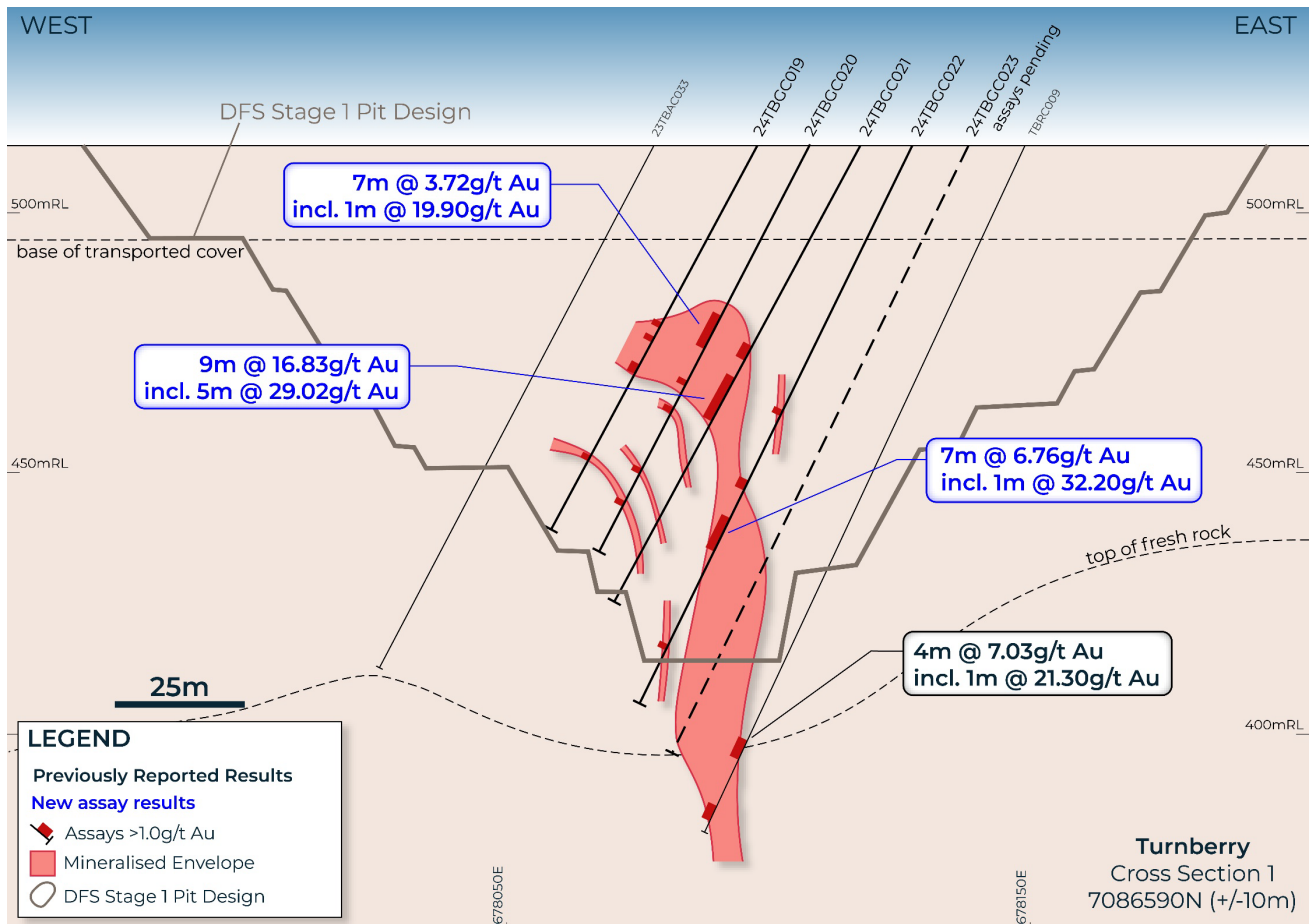 WEST
EAST
DFS Stage 1 Pit Design
23TBAC033
24TBGC019
24TBGC020
24TBGC021
24TBGC022
24TBGC023
assays pending
TBRC009
7m @ 3.72g/t Au
incl. 1m @ 19.90g/t Au
500mRL
500mRL
base of transported cover
9m @ 16.83g/t Au
incl. 5m @ 29.02g/t Au
450mRL
450mRL
7m @ 6.76g/t Au
incl. 1m @ 32.20g/t Au
top of fresh rock
4m @ 7.03g/t Au
incl. 1m @ 21.30g/t Au
25m
400mRL
LEGEND
Previously Reported Results
New assay results
Assays >1.0g/t Au
Mineralised Envelope
DFS Stage 1 Pit Design
678050E
678150E
Turnberry
Cross Section 1
7086590N (+/-10m)